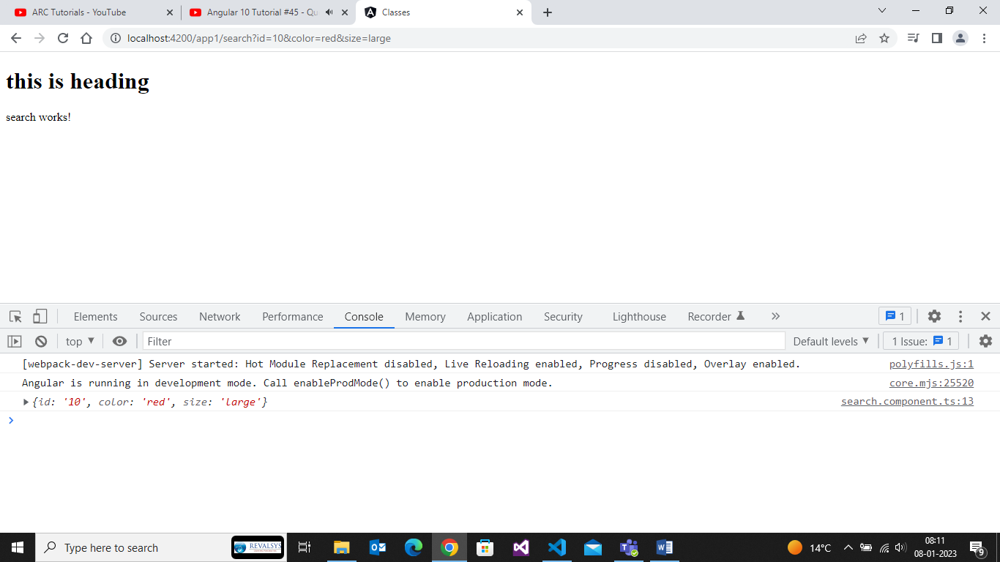 ARC Tutorials - YouTube
Angular 10 Tutorial #45 - Qu
Classes
localhost:4200/app1/search?id=10&color=red&size=large
this is heading
search works!
Elements Sources Network Performance Console Memory Application Security Lighthouse Recorder 1
top Filter Default levels 1 Issue: 1
[webpack-dev-server] Server started: Hot Module Replacement disabled, Live Reloading enabled, Progress disabled, Overlay enabled. polyfills.js:1
Angular is running in development mode. Call enableProdMode() to enable production mode. core.mjs:25520
{id: '10', color: 'red', size: 'large'} search.component.ts:13
Type here to search
REVALSYS
14°C
08:11
08-01-2023
9